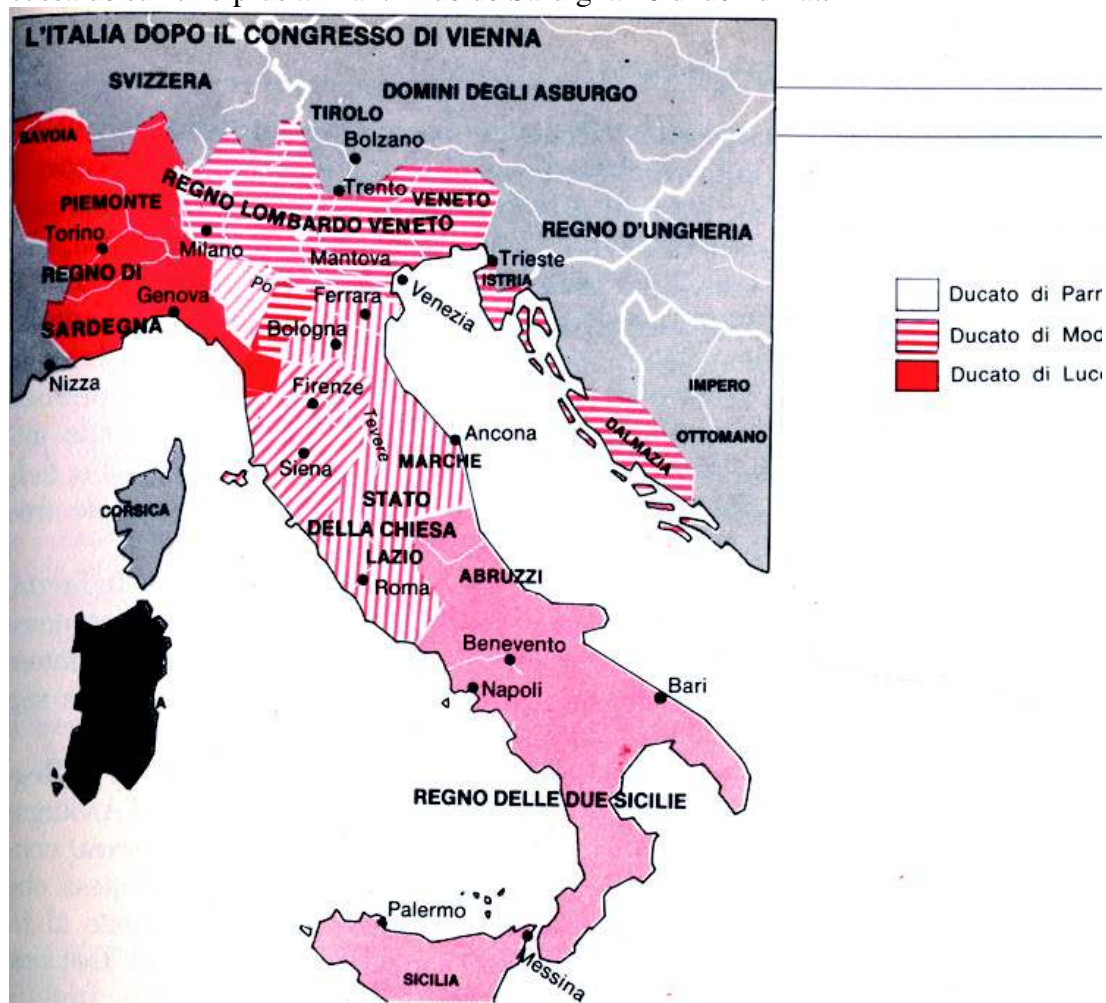 L'ITALIA DOPO IL CONGRESSO DI VIENNA
SVIZZERA
DOMINI DEGLI ASBURGO
TIROLO
SAVOIA
Bolzano
Trento
VENETO
PIEMONTE
REGNO LOMBARDO VENETO
REGNO D'UNGHERIA
Torino
Milano
Mantova
Trieste
REGNO DI
Po
ISTRIA
Genova
Ferrara
Venezia
Ducato di Parm
SARDEGNA
Bologna
Ducato di Mod
Nizza
Firenze
IMPERO
Ducato di Lucc
Tevere
Ancona
DALMAZIA
OTTOMANO
Siena
MARCHE
CORSICA
STATO
DELLA CHIESA
LAZIO
Roma
ABRUZZI
Benevento
Napoli
Bari
A
REGNO DELLE DUE SICILIE
Palermo
Messina
SICILIA